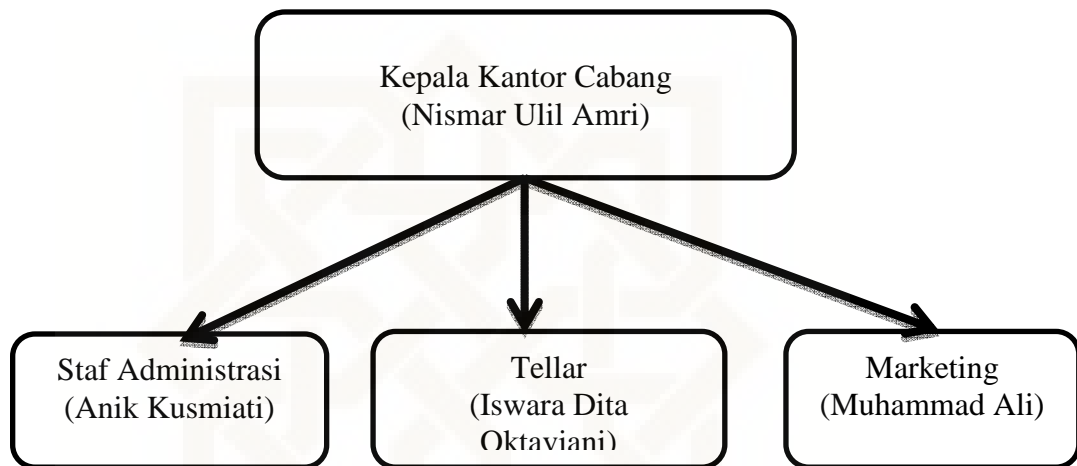 Kepala Kantor Cabang
(Nismar Ulil Amri)
Staf Administrasi
(Anik Kusmiati)
Tellar
(Iswara Dita
Oktaviani)
Marketing
(Muhammad Ali)